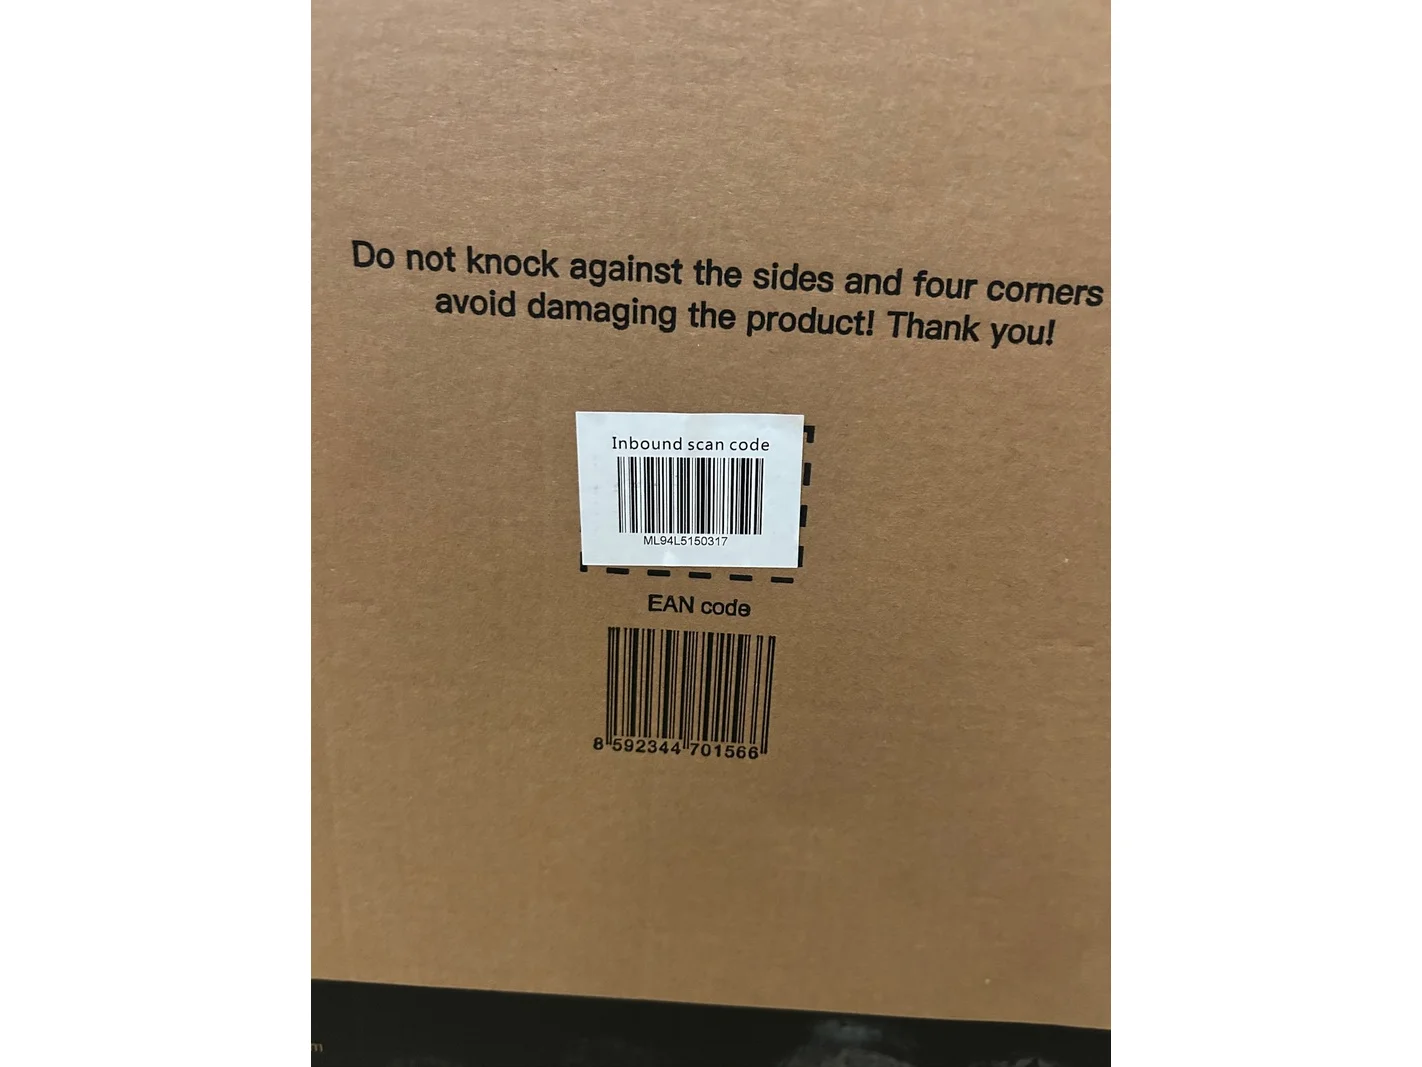 Do not knock against the sides and four corners
avoid damaging the product! Thank you!
Inbound scan code
ML94L5150317
EAN code
8 592344 701566
m